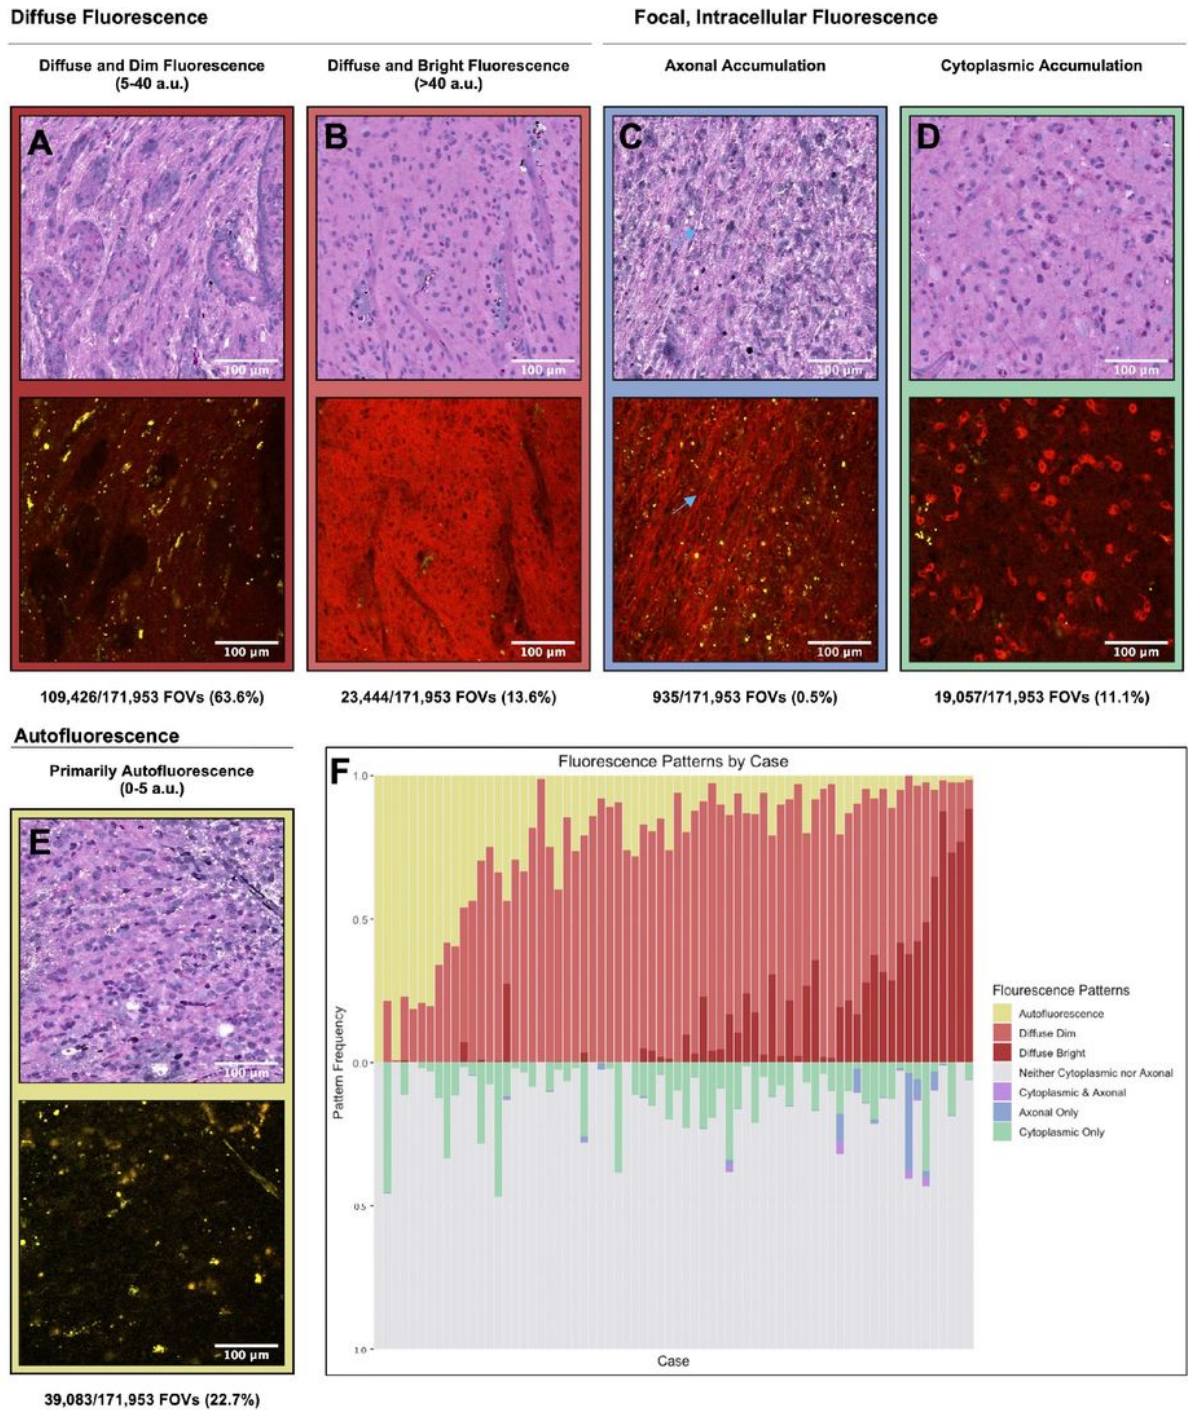 Diffuse Fluorescence
Focal, Intracellular Fluorescence
Diffuse and Dim Fluorescence
(5-40 a.u.)
Diffuse and Bright Fluorescence
(>40 a.u.)
Axonal Accumulation
Cytoplasmic Accumulation
A
B
C
D
100 µm
100 µm
100 µm
100 µm
100 µm
100 µm
100 µm
100 µm
109,426/171,953 FOVs (63.6%)
23,444/171,953 FOVs (13.6%)
935/171,953 FOVs (0.5%)
19,057/171,953 FOVs (11.1%)
Autofluorescence
Primarily Autofluorescence
(0-5 a.u.)
E
100 µm
100 µm
39,083/171,953 FOVs (22.7%)
F
Fluorescence Patterns by Case
1.0
0.5
0.0
0.5
1.0
Pattern Frequency
Case
Flourescence Patterns
Autofluorescence
Diffuse Dim
Diffuse Bright
Neither Cytoplasmic nor Axonal
Cytoplasmic & Axonal
Axonal Only
Cytoplasmic Only